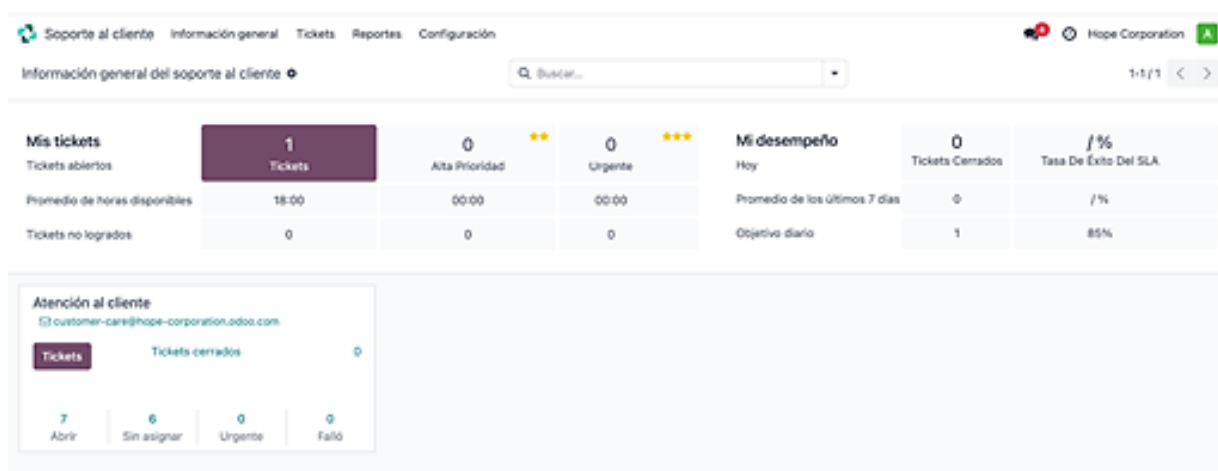 Soporte al cliente Información general Tickets Reportes Configuración 4 Hope Corporation A
Información general del soporte al cliente Buscar... 1-1 / 1
Mis tickets 1 0 0 Mi desempeño 0 / %
Tickets abiertos Tickets Alta Prioridad Urgente Hoy Tickets Cerrados Tasa De Éxito Del SLA
Promedio de horas disponibles 18:00 00:00 00:00 Promedio de los últimos 7 días 0 / %
Tickets no logrados 0 0 0 Objetivo diario 1 85%
Atención al cliente
customer-care@hope-corporation.odoo.com
Tickets Tickets cerrados 0
7 6 0 0
Abrir Sin asignar Urgente Falló